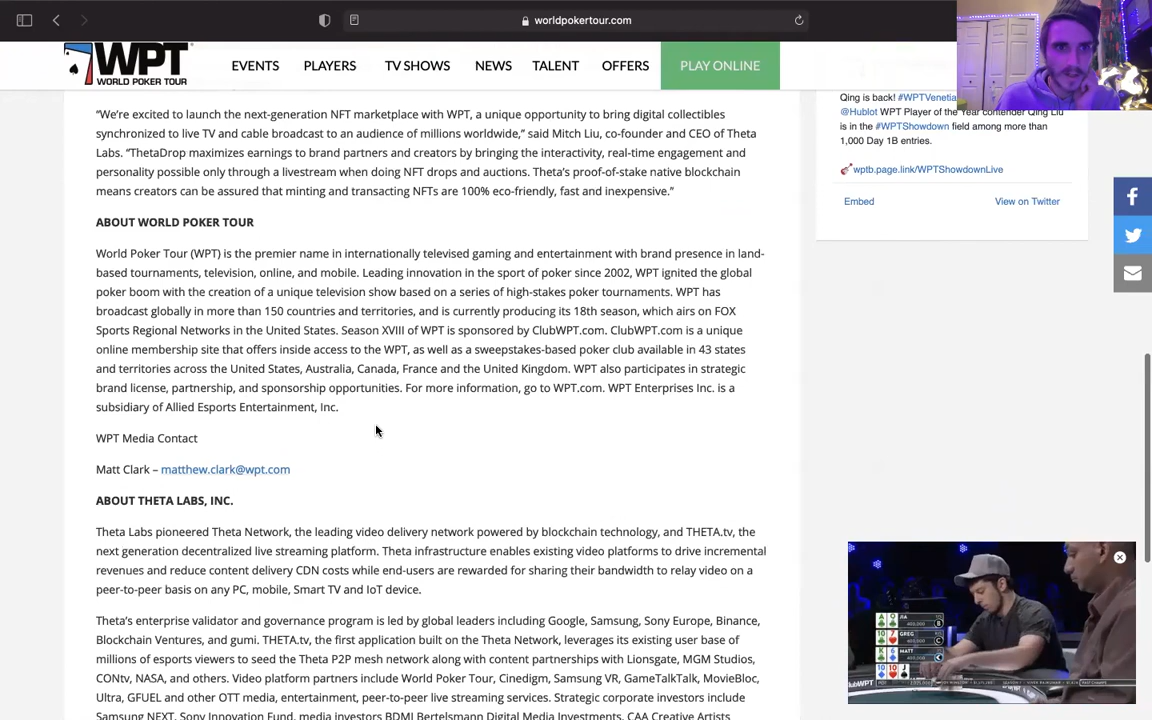 worldpokertour.com
WPT
WORLD POKER TOUR
EVENTS
PLAYERS
TV SHOWS
NEWS
TALENT
OFFERS
PLAY ONLINE
“We’re excited to launch the next-generation NFT marketplace with WPT, a unique opportunity to bring digital collectibles
synchronized to live TV and cable broadcast to an audience of millions worldwide,” said Mitch Liu, co-founder and CEO of Theta
Labs. “ThetaDrop maximizes earnings to brand partners and creators by bringing the interactivity, real-time engagement and
personality possible only through a livestream when doing NFT drops and auctions. Theta’s proof-of-stake native blockchain
means creators can be assured that minting and transacting NFTs are 100% eco-friendly, fast and inexpensive.”
ABOUT WORLD POKER TOUR
World Poker Tour (WPT) is the premier name in internationally televised gaming and entertainment with brand presence in land-
based tournaments, television, online, and mobile. Leading innovation in the sport of poker since 2002, WPT ignited the global
poker boom with the creation of a unique television show based on a series of high-stakes poker tournaments. WPT has
broadcast globally in more than 150 countries and territories, and is currently producing its 18th season, which airs on FOX
Sports Regional Networks in the United States. Season XVIII of WPT is sponsored by ClubWPT.com. ClubWPT.com is a unique
online membership site that offers inside access to the WPT, as well as a sweepstakes-based poker club available in 43 states
and territories across the United States, Australia, Canada, France and the United Kingdom. WPT also participates in strategic
brand license, partnership, and sponsorship opportunities. For more information, go to WPT.com. WPT Enterprises Inc. is a
subsidiary of Allied Esports Entertainment, Inc.
WPT Media Contact
Matt Clark – matthew.clark@wpt.com
ABOUT THETA LABS, INC.
Theta Labs pioneered Theta Network, the leading video delivery network powered by blockchain technology, and THETA.tv, the
next generation decentralized live streaming platform. Theta infrastructure enables existing video platforms to drive incremental
revenues and reduce content delivery CDN costs while end-users are rewarded for sharing their bandwidth to relay video on a
peer-to-peer basis on any PC, mobile, Smart TV and IoT device.
Theta’s enterprise validator and governance program is led by global leaders including Google, Samsung, Sony Europe, Binance,
Blockchain Ventures, and gumi. THETA.tv, the first application built on the Theta Network, leverages its existing user base of
millions of esports viewers to seed the Theta P2P mesh network along with content partnerships with Lionsgate, MGM Studios,
CONtv, NASA, and others. Video platform partners include World Poker Tour, Cinedigm, Samsung VR, GameTalkTalk, MovieBloc,
Ultra, GFUEL and other OTT media, entertainment, peer-to-peer live streaming services. Strategic corporate investors include
Samsung NEXT, Sony Innovation Fund, media investors BDMI Bertelsmann Digital Media Investments, CAA Creative Artists
Qing is back! #WPTVenetia
@Hublot WPT Player of the Year contender Qing Liu
is in the #WPTShowdown field among more than
1,000 Day 1B entries.
wptb.page.link/WPTShowdownLive
Embed
View on Twitter
JIA
GREG
MATT